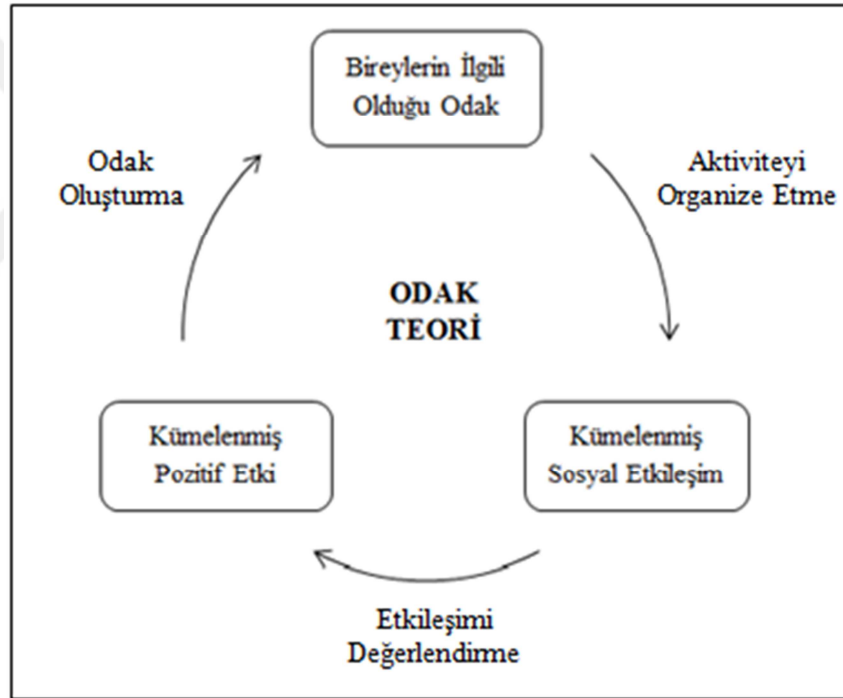 Bireylerin İlgili
Olduğu Odak
Odak
Oluşturma
Aktiviteyi
Organize Etme
ODAK
TEORİ
Kümelenmiş
Pozitif Etki
Kümelenmiş
Sosyal Etkileşim
Etkileşimi
Değerlendirme